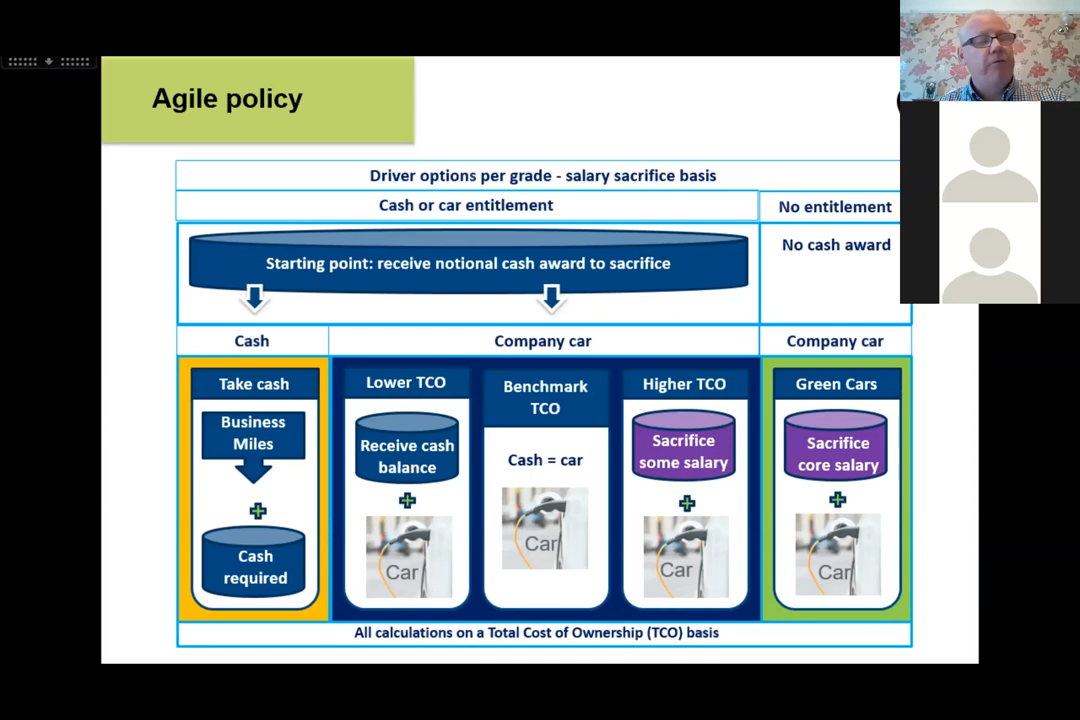 Agile policy
Driver options per grade - salary sacrifice basis
Cash or car entitlement
No entitlement
Starting point: receive notional cash award to sacrifice
No cash award
Cash
Company car
Company car
Take cash
Business
Miles
Cash
required
Lower TCO
Receive cash
balance
Car
Benchmark
TCO
Cash = car
Car
Higher TCO
Sacrifice
some salary
Car
Green Cars
Sacrifice
core salary
Car
All calculations on a Total Cost of Ownership (TCO) basis